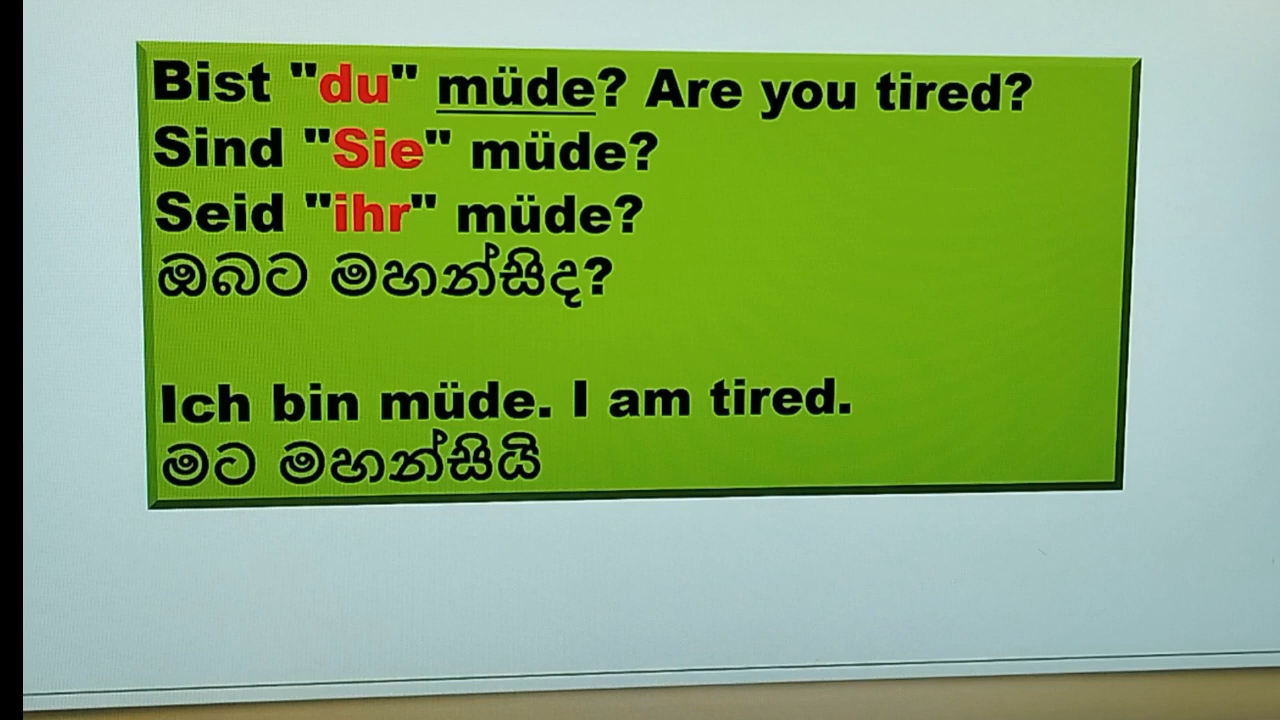 Bist "du" müde? Are you tired?
Sind "Sie" müde?
Seid "ihr" müde?
ඔබට මහන්සිද?
Ich bin müde. I am tired.
මට මහන්සියි